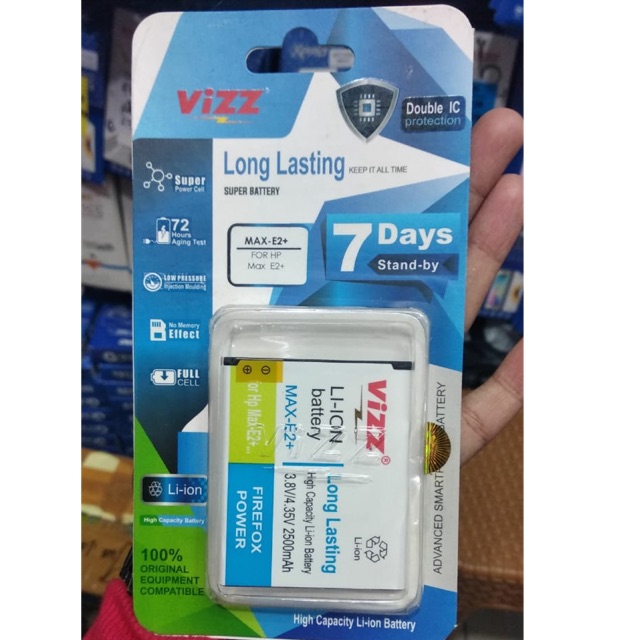 ViZZ
Double IC
protection
Long Lasting KEEP IT ALL TIME
SUPER BATTERY
Super
Power Cell
72
Hours
Aging Test
LOW PRESSURE
Injection Moulding
No Memory
Effect
FULL
CELL
MAX-E2+
FOR HP
Max E2+
7 Days
Stand-by
ViZZ®
LI-ION
battery
MAX-E2+
or Hp Max-E2+...
Long Lasting
High Capacity Li-ion Battery
3.8V/4.35V 2500mAh
FIREFOX
POWER
Li-ion
Li-ion
High Capacity Battery
100%
ORIGINAL
EQUIPMENT
COMPATIBLE
ADVANCED SMART
BATTERY
High Capacity Li-ion Battery